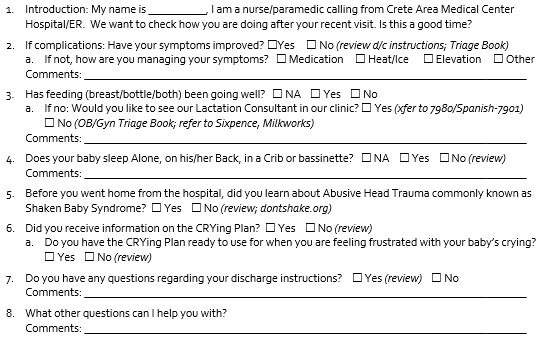 1. Introduction: My name is __________, I am a nurse/paramedic calling from Crete Area Medical
Hospital/ER. We want to check how you are doing after your recent visit. Is this a good time?
2. If complications: Have your symptoms improved? ☐Yes ☐ No (review d/c instructions; Triage Book)
a. If not, how are you managing your symptoms? ☐ Medication ☐ Heat/Ice ☐ Elevation ☐ Other
Comments: ____________________
3. Has feeding (breast/bottle/both) been going well? ☐ NA ☐ Yes ☐ No
a. If no: Would you like to see our Lactation Consultant in our clinic? ☐ Yes (xfer to 7980/Spanish-7901)
☐ No (OB/Gyn Triage Book; refer to Sixpence, Milkworks)
Comments: ____________________
4. Does your baby sleep Alone, on his/her Back, in a Crib or bassinette? ☐ NA ☐ Yes ☐ No (review)
Comments: ____________________
5. Before you went home from the hospital, did you learn about Abusive Head Trauma commonly known as
Shaken Baby Syndrome? ☐ Yes ☐ No (review; dontshake.org)
6. Did you receive information on the CRYing Plan? ☐ Yes ☐ No (review)
a. Do you have the CRYing Plan ready to use for when you are feeling frustrated with your baby's crying?
☐ Yes ☐ No (review)
7. Do you have any questions regarding your discharge instructions? ☐ Yes (review) ☐ No
Comments: ____________________
8. What other questions can I help you with?
Comments: ____________________